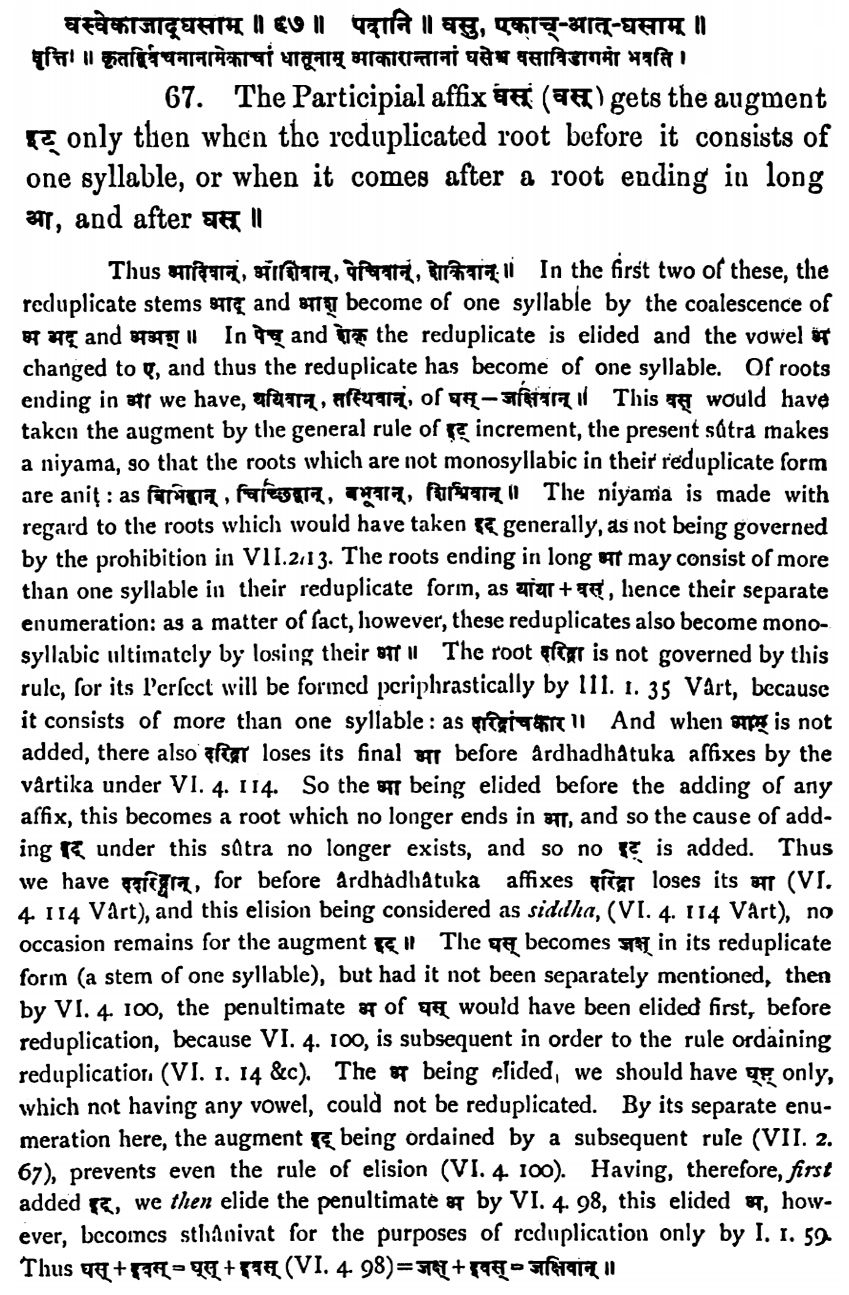 वस्वेकाजाद्घसाम् ॥ ६७ ॥ पदानि ॥ वसु, एकाच्-आत्-घसाम् ॥
वृत्तिः ॥ कृतद्विर्वचनानामेकाचां धातूनाम् आकारान्तानां घसेश्च वसाविडागमो भवति ।
67. The Participial affix वस् (वस्) gets the augment
इट् only then when the reduplicated root before it consists of
one syllable, or when it comes after a root ending in long
आ, and after घस् ॥
Thus आदिवान्, आशिवान्, पेचिवान्, शेकिवान् ॥ In the first two of these, the
reduplicate stems आद् and आश् become of one syllable by the coalescence of
अ अद् and अअश् ॥ In पेच् and शेक् the reduplicate is elided and the vowel अ
changed to ए, and thus the reduplicate has become of one syllable. Of roots
ending in आ we have, ययिवान्, तस्थिवान्, of घस्—जक्षिवान् ॥ This वस् would have
taken the augment by the general rule of इट् increment, the present sûtra makes
a niyama, so that the roots which are not monosyllabic in their reduplicate form
are aniṭ : as बिभिद्वान्, चिच्छिद्वान्, बभूवान्, शिश्रिवान् ॥ The niyama is made with
regard to the roots which would have taken इट् generally, as not being governed
by the prohibition in VII.2.13. The roots ending in long आ may consist of more
than one syllable in their reduplicate form, as याया + वस्, hence their separate
enumeration: as a matter of fact, however, these reduplicates also become mono-
syllabic ultimately by losing their आ ॥ The root दरिद्रा is not governed by this
rule, for its Perfect will be formed periphrastically by III. 1. 35 Vârt, because
it consists of more than one syllable : as दरिद्रांचकार ॥ And when आम् is not
added, there also दरिद्रा loses its final आ before ârdhadhâtuka affixes by the
vârtika under VI. 4. 114. So the आ being elided before the adding of any
affix, this becomes a root which no longer ends in आ, and so the cause of add-
ing इट् under this sûtra no longer exists, and so no इट् is added. Thus
we have ददरिद्वान्, for before ârdhadhâtuka affixes दरिद्रा loses its आ (VI.
4. 114 Vârt), and this elision being considered as siddha, (VI. 4. 114 Vârt), no
occasion remains for the augment इट् ॥ The घस् becomes जक्ष् in its reduplicate
form (a stem of one syllable), but had it not been separately mentioned, then
by VI. 4. 100, the penultimate अ of घस् would have been elided first, before
reduplication, because VI. 4. 100, is subsequent in order to the rule ordaining
reduplication (VI. 1. 14 &c). The अ being elided, we should have घ्स् only,
which not having any vowel, could not be reduplicated. By its separate enu-
meration here, the augment इट् being ordained by a subsequent rule (VII. 2.
67), prevents even the rule of elision (VI. 4. 100). Having, therefore, first
added इट्, we then elide the penultimate अ by VI. 4. 98, this elided अ, how-
ever, becomes sthânivat for the purposes of reduplication only by I. 1. 59.
Thus घस् + इवस् = घ्स् + इवस् (VI. 4. 98) = जक्ष् + इवस् = जक्षिवान् ॥